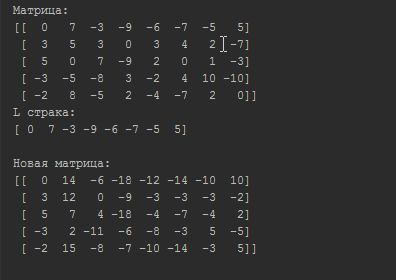 Матрица:
[[ 0 7 -3 -9 -6 -7 -5 5]
[ 3 5 3 0 3 4 2 -7]
[ 5 0 7 -9 2 0 1 -3]
[ -3 -5 -8 3 -2 4 10 -10]
[ -2 8 -5 2 -4 -7 2 0]]
L страка:
[ 0 7 -3 -9 -6 -7 -5 5]
Новая матрица:
[[ 0 14 -6 -18 -12 -14 -10 10]
[ 3 12 0 -9 -3 -3 -3 -2]
[ 5 7 4 -18 -4 -7 -4 2]
[ -3 2 -11 -6 -8 -3 5 -5]
[ -2 15 -8 -7 -10 -14 -3 5]]